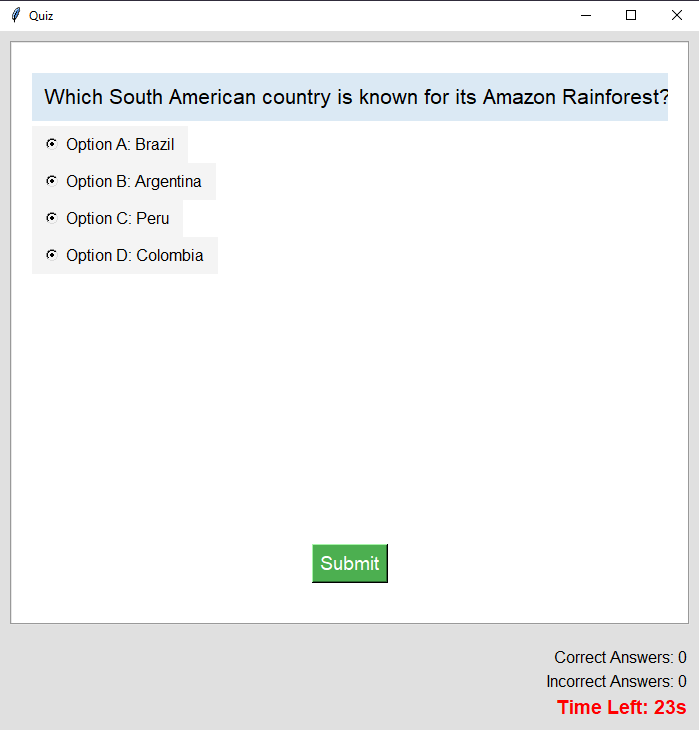 Quiz
Which South American country is known for its Amazon Rainforest?
Option A: Brazil
Option B: Argentina
Option C: Peru
Option D: Colombia
Submit
Correct Answers: 0
Incorrect Answers: 0
Time Left: 23s